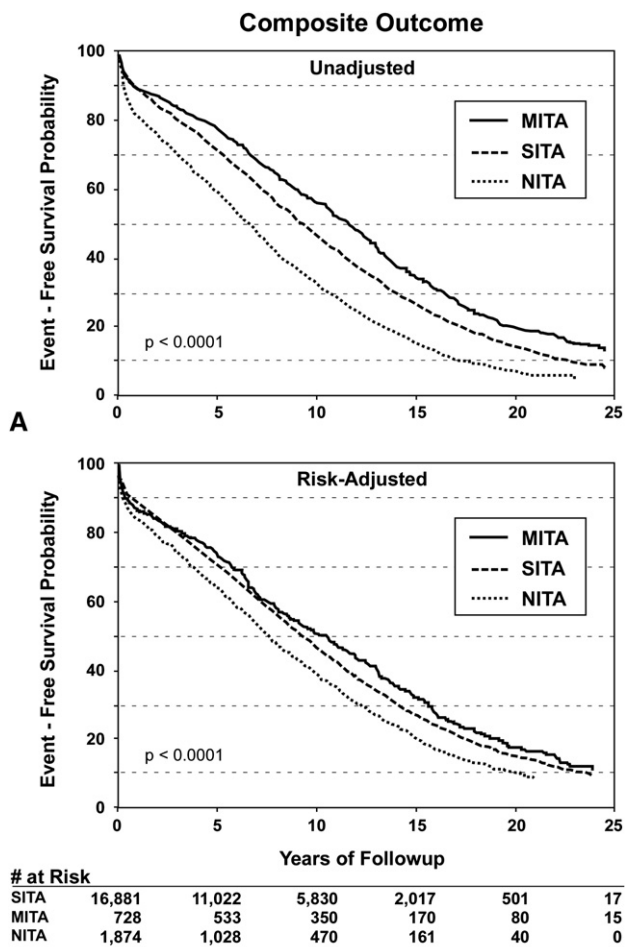 Composite Outcome
Unadjusted
Event - Free Survival Probability
100
80
60
40
20
0
MITA
SITA
NITA
p < 0.0001
0 5 10 15 20 25
A
Risk-Adjusted
Event - Free Survival Probability
100
80
60
40
20
0
MITA
SITA
NITA
p < 0.0001
0 5 10 15 20 25
Years of Followup
# at Risk
SITA 16,881 11,022 5,830 2,017 501 17
MITA 728 533 350 170 80 15
NITA 1,874 1,028 470 161 40 0